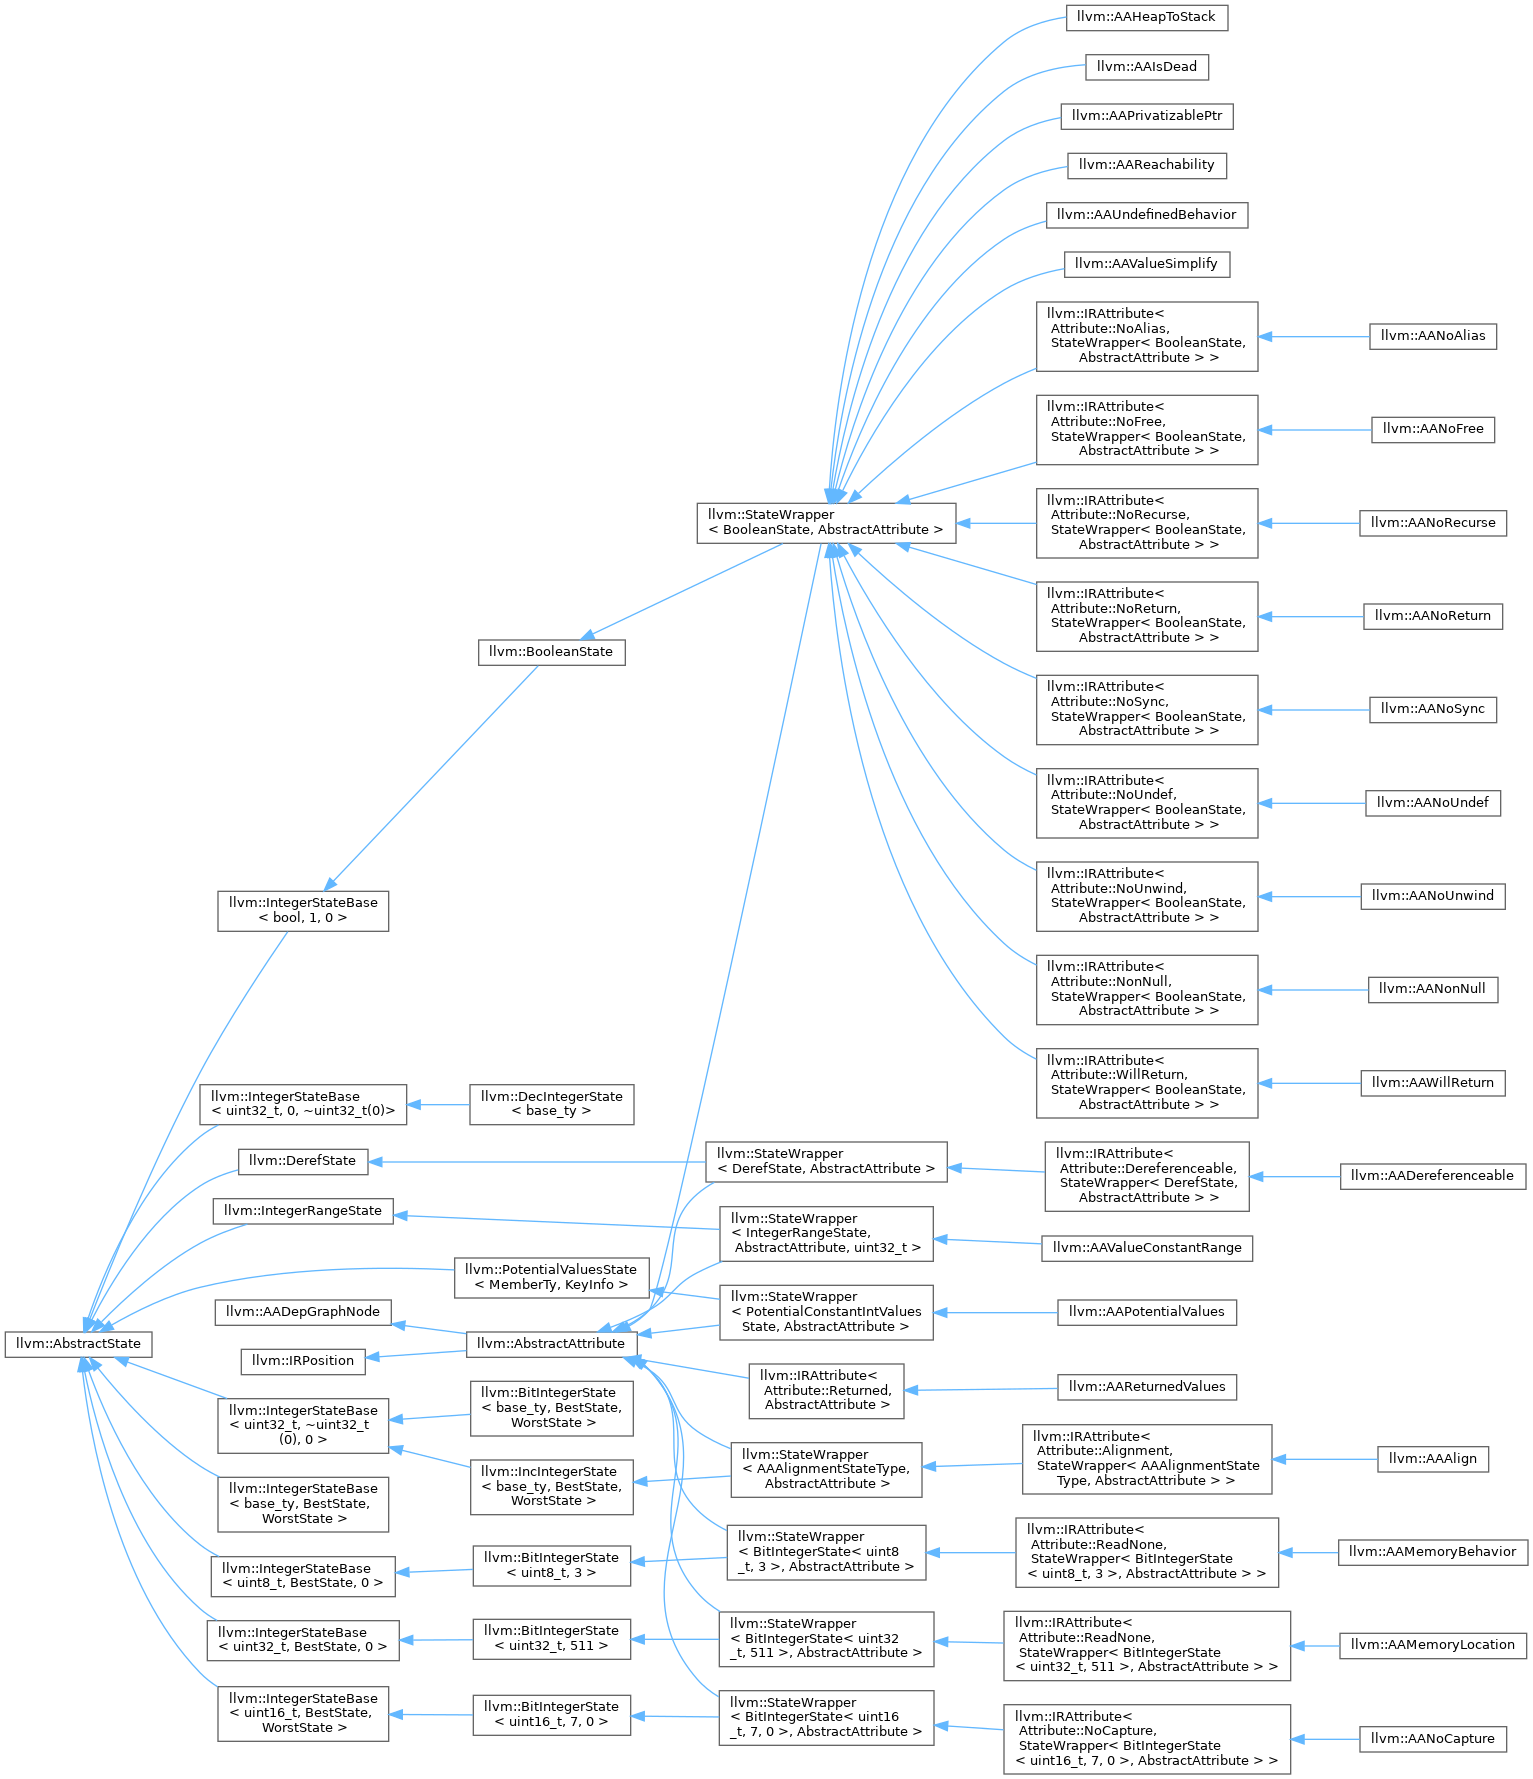 llvm::AAHeapToStack
llvm::AAIsDead
llvm::AAPrivatizablePtr
llvm::AAReachability
llvm::AAUndefinedBehavior
llvm::AAValueSimplify
llvm::IRAttribute<
Attribute::NoAlias,
StateWrapper< BooleanState,
AbstractAttribute > >
llvm::AANoAlias
llvm::IRAttribute<
Attribute::NoFree,
StateWrapper< BooleanState,
AbstractAttribute > >
llvm::AANoFree
llvm::StateWrapper
< BooleanState, AbstractAttribute >
llvm::IRAttribute<
Attribute::NoRecurse,
StateWrapper< BooleanState,
AbstractAttribute > >
llvm::AANoRecurse
llvm::IRAttribute<
Attribute::NoReturn,
StateWrapper< BooleanState,
AbstractAttribute > >
llvm::AANoReturn
llvm::BooleanState
llvm::IRAttribute<
Attribute::NoSync,
StateWrapper< BooleanState,
AbstractAttribute > >
llvm::AANoSync
llvm::IRAttribute<
Attribute::NoUndef,
StateWrapper< BooleanState,
AbstractAttribute > >
llvm::AANoUndef
llvm::IntegerStateBase
< bool, 1, 0 >
llvm::IRAttribute<
Attribute::NoUnwind,
StateWrapper< BooleanState,
AbstractAttribute > >
llvm::AANoUnwind
llvm::IRAttribute<
Attribute::NonNull,
StateWrapper< BooleanState,
AbstractAttribute > >
llvm::AANonNull
llvm::IRAttribute<
Attribute::WillReturn,
StateWrapper< BooleanState,
AbstractAttribute > >
llvm::AAWillReturn
llvm::IntegerStateBase
< uint32_t, 0, ~uint32_t(0)>
llvm::DecIntegerState
< base_ty >
llvm::DerefState
llvm::StateWrapper
< DerefState, AbstractAttribute >
llvm::IRAttribute<
Attribute::Dereferenceable,
StateWrapper< DerefState,
AbstractAttribute > >
llvm::AADereferenceable
llvm::IntegerRangeState
llvm::StateWrapper
< IntegerRangeState,
AbstractAttribute, uint32_t >
llvm::AAValueConstantRange
llvm::PotentialValuesState
< MemberTy, KeyInfo >
llvm::StateWrapper
< PotentialConstantIntValues
State, AbstractAttribute >
llvm::AAPotentialValues
llvm::AADepGraphNode
llvm::AbstractState
llvm::AbstractAttribute
llvm::IRPosition
llvm::IRAttribute<
Attribute::Returned,
AbstractAttribute >
llvm::AAReturnedValues
llvm::IntegerStateBase
< uint32_t, ~uint32_t
(0), 0 >
llvm::BitIntegerState
< base_ty, BestState,
WorstState >
llvm::IncIntegerState
< base_ty, BestState,
WorstState >
llvm::StateWrapper
< AAAlignmentStateType,
AbstractAttribute >
llvm::IRAttribute<
Attribute::Alignment,
StateWrapper< AAAlignmentState
Type, AbstractAttribute > >
llvm::AAAlign
llvm::IntegerStateBase
< base_ty, BestState,
WorstState >
llvm::IntegerStateBase
< uint8_t, BestState, 0 >
llvm::BitIntegerState
< uint8_t, 3 >
llvm::StateWrapper
< BitIntegerState< uint8
_t, 3 >, AbstractAttribute >
llvm::IRAttribute<
Attribute::ReadNone,
StateWrapper< BitIntegerState
< uint8_t, 3 >, AbstractAttribute > >
llvm::AAMemoryBehavior
llvm::IntegerStateBase
< uint32_t, BestState, 0 >
llvm::BitIntegerState
< uint32_t, 511 >
llvm::StateWrapper
< BitIntegerState< uint32
_t, 511 >, AbstractAttribute >
llvm::IRAttribute<
Attribute::ReadNone,
StateWrapper< BitIntegerState
< uint32_t, 511 >, AbstractAttribute > >
llvm::AAMemoryLocation
llvm::IntegerStateBase
< uint16_t, BestState,
WorstState >
llvm::BitIntegerState
< uint16_t, 7, 0 >
llvm::StateWrapper
< BitIntegerState< uint16
_t, 7, 0 >, AbstractAttribute >
llvm::IRAttribute<
Attribute::NoCapture,
StateWrapper< BitIntegerState
< uint16_t, 7, 0 >, AbstractAttribute > >
llvm::AANoCapture